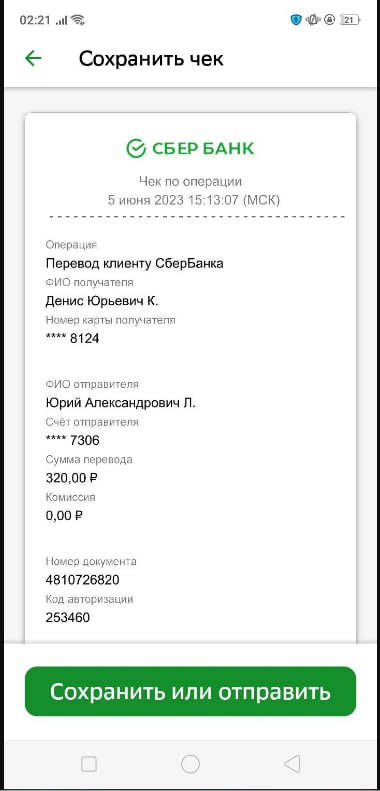 02:21
21
Сохранить чек
СБЕР БАНК
Чек по операции
5 июня 2023 15:13:07 (МСК)
Операция
Перевод клиенту СберБанка
ФИО получателя
Денис Юрьевич К.
Номер карты получателя
**** 8124
ФИО отправителя
Юрий Александрович Л.
Счёт отправителя
**** 7306
Сумма перевода
320,00 ₽
Комиссия
0,00 ₽
Номер документа
4810726820
Код авторизации
253460
Сохранить или отправить